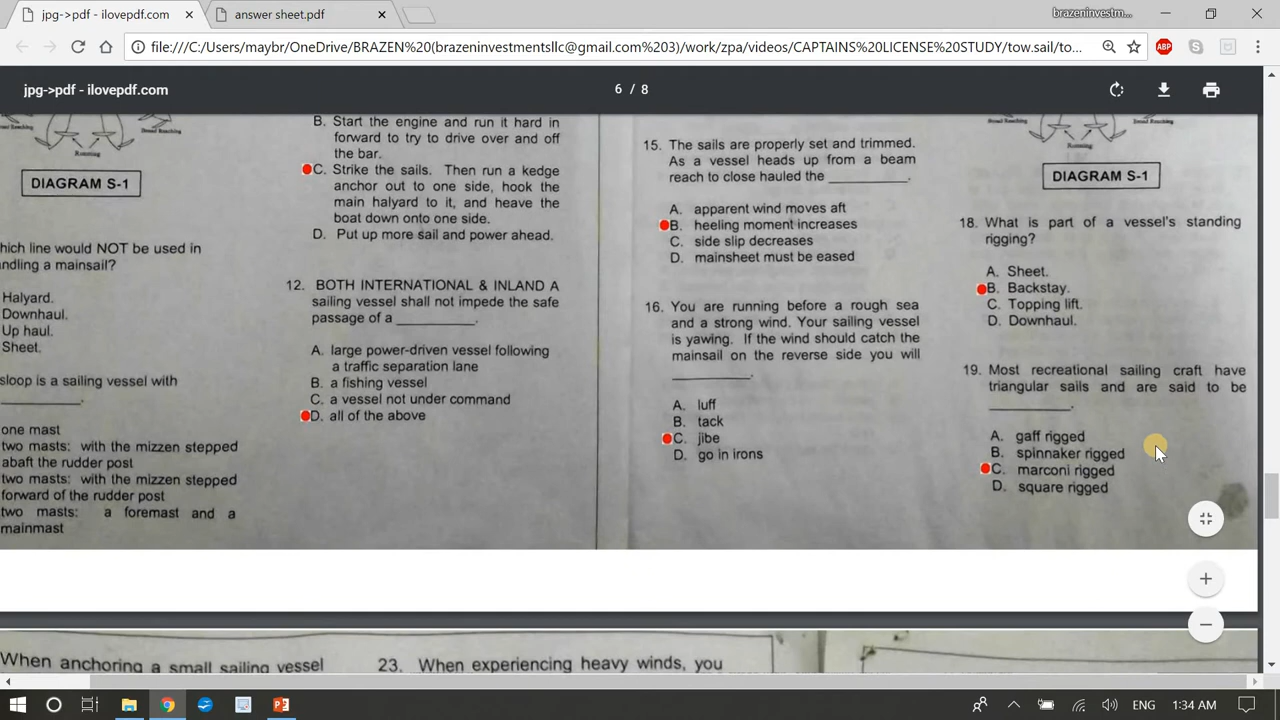 jpg->pdf - ilovepdf.com
answer sheet.pdf
brazeninvestm...
file:///C:/Users/maybr/OneDrive/BRAZEN%20(brazeninvestmentsllc@gmail.com%203)/work/zpa/videos/CAPTAINS%20LICENSE%20STUDY/tow.sail/to...
ABP
jpg->pdf - ilovepdf.com
6 / 8
Running
DIAGRAM S-1
hich line would NOT be used in
ndling a mainsail?
Halyard.
Downhaul.
Up haul.
Sheet.
sloop is a sailing vessel with
one mast
two masts: with the mizzen stepped
abaft the rudder post
two masts: with the mizzen stepped
forward of the rudder post
two masts: a foremast and a
mainmast
B. Start the engine and run it hard in
forward to try to drive over and off
the bar.
C. Strike the sails. Then run a kedge
anchor out to one side, hook the
main halyard to it, and heave the
boat down onto one side.
D. Put up more sail and power ahead.
12. BOTH INTERNATIONAL & INLAND A
sailing vessel shall not impede the safe
passage of a __________.
A. large power-driven vessel following
a traffic separation lane
B. a fishing vessel
C. a vessel not under command
D. all of the above
15. The sails are properly set and trimmed.
As a vessel heads up from a beam
reach to close hauled the __________.
A. apparent wind moves aft
B. heeling moment increases
C. side slip decreases
D. mainsheet must be eased
16. You are running before a rough sea
and a strong wind. Your sailing vessel
is yawing. If the wind should catch the
mainsail on the reverse side you will
__________.
A. luff
B. tack
C. jibe
D. go in irons
Broad Reaching
Running
DIAGRAM S-1
18. What is part of a vessel's standing
rigging?
A. Sheet.
B. Backstay.
C. Topping lift.
D. Downhaul.
19. Most recreational sailing craft have
triangular sails and are said to be
__________.
A. gaff rigged
B. spinnaker rigged
C. marconi rigged
D. square rigged
When anchoring a small sailing vessel
23. When experiencing heavy winds, you
ENG
1:34 AM